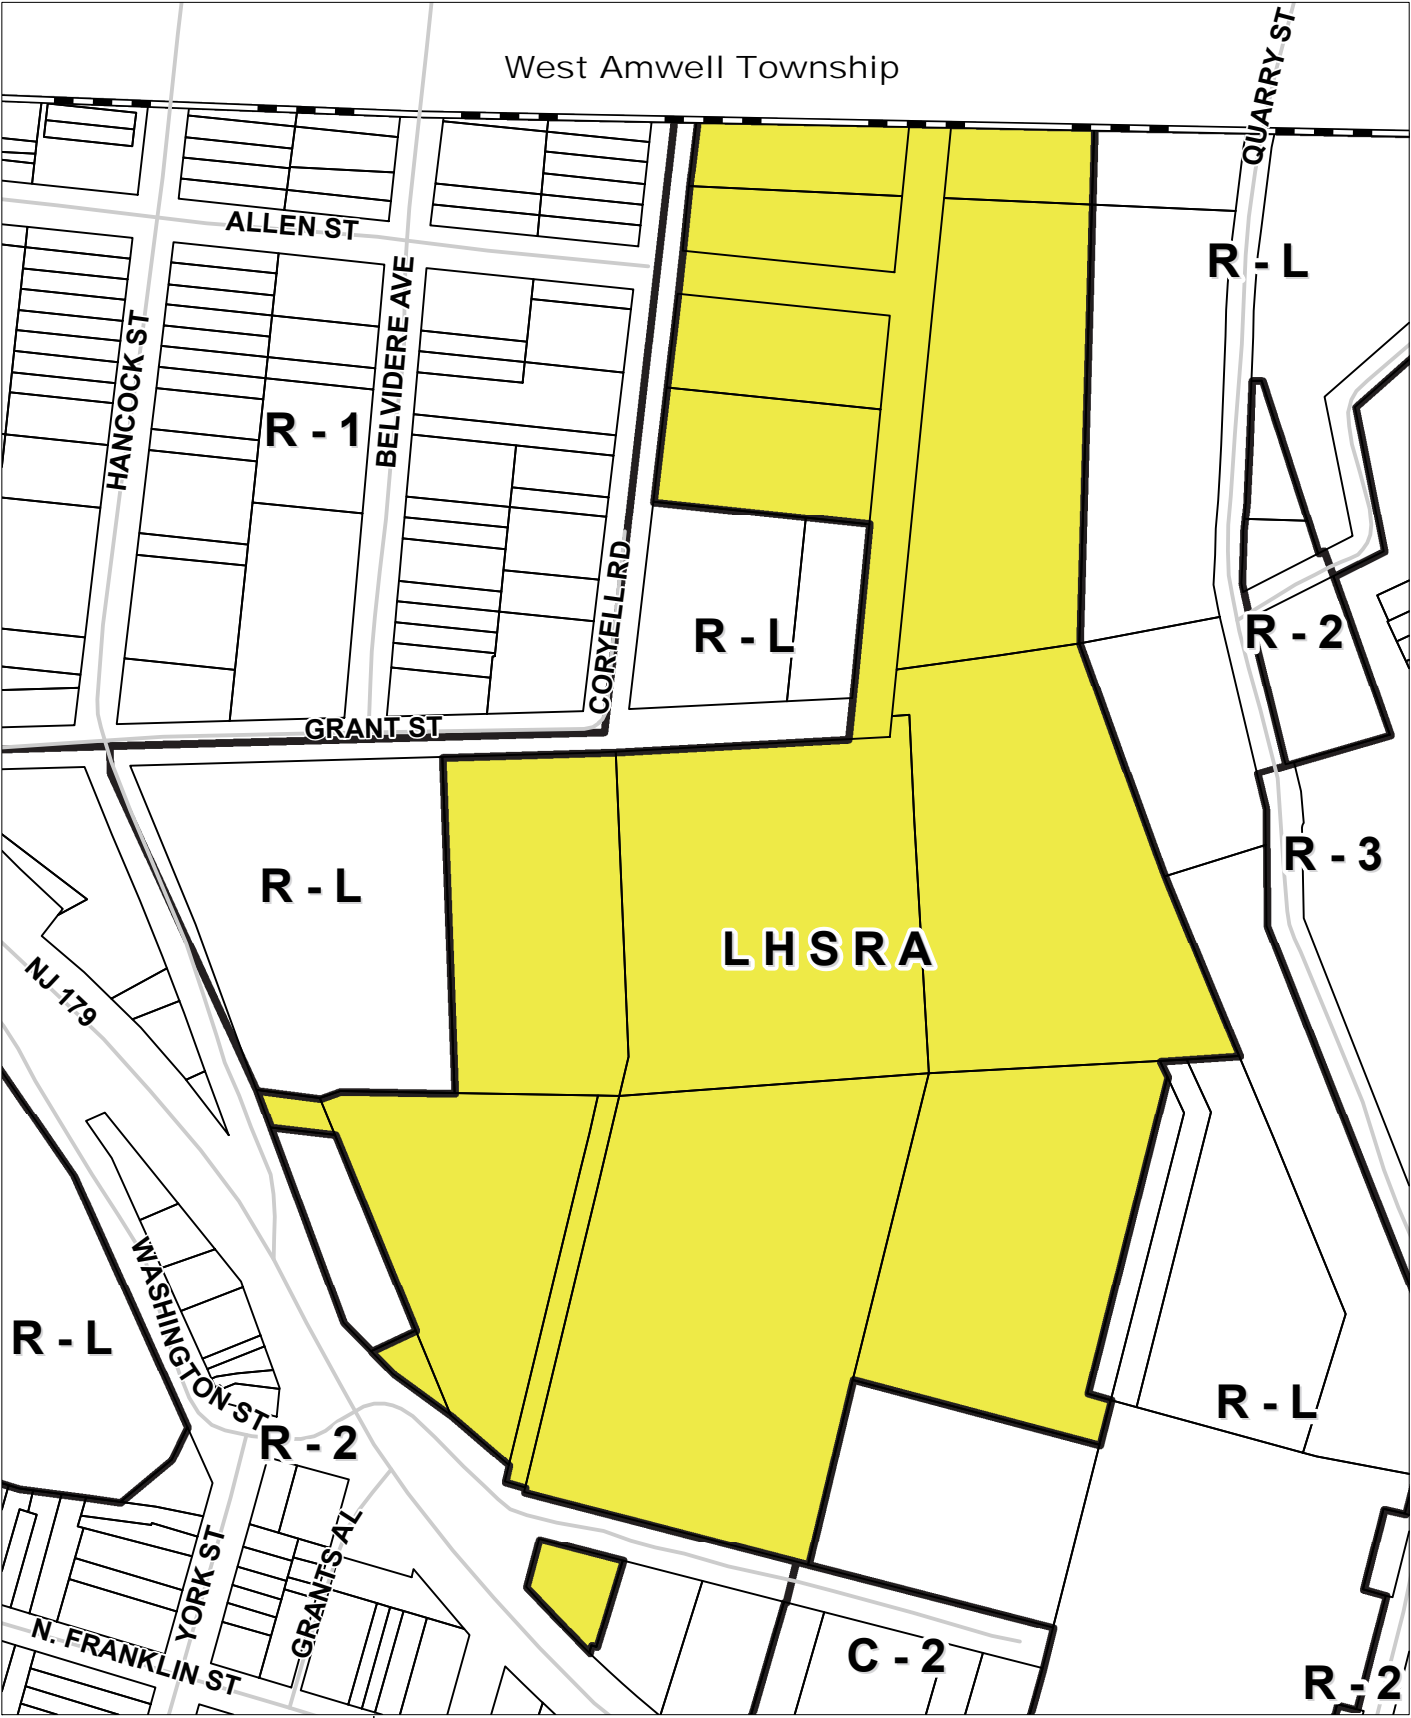 West Amwell Township
QUARRY ST
ALLEN ST
R - L
HANCOCK ST
BELVIDERE AVE
R - 1
CORYELL RD
R - L
R - 2
GRANT ST
R - 3
R - L
LHSRA
NJ 179
WASHINGTON ST
R - L
R - L
R - 2
YORK ST
GRANTS AL
N. FRANKLIN ST
C - 2
R - 2